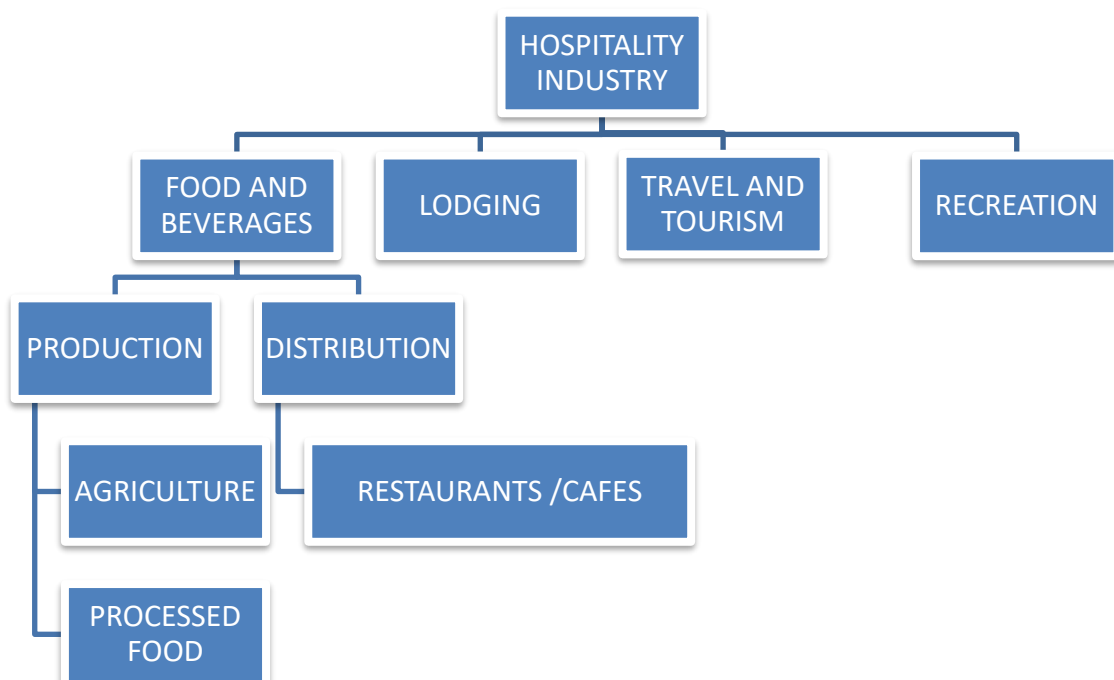 HOSPITALITY
INDUSTRY
FOOD AND
BEVERAGES
LODGING
TRAVEL AND
TOURISM
RECREATION
PRODUCTION
DISTRIBUTION
AGRICULTURE
RESTAURANTS /CAFES
PROCESSED
FOOD